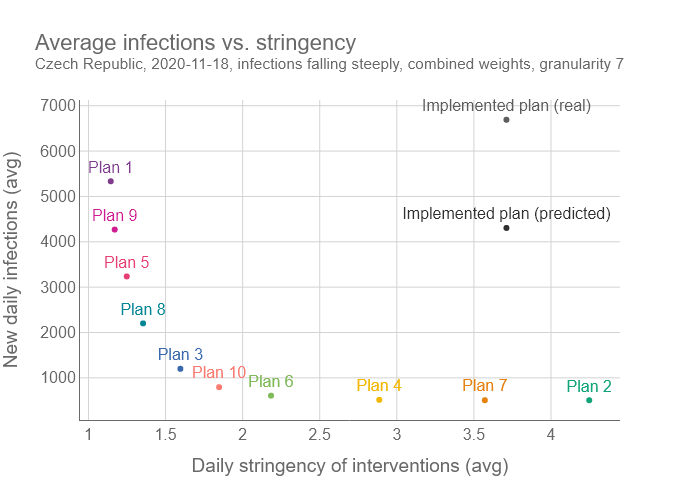 Average infections vs. stringency
Czech Republic, 2020-11-18, infections falling steeply, combined weights, granularity 7
New daily infections (avg)
7000
6000
5000
4000
3000
2000
1000
Implemented plan (real)
Plan 1
Plan 9
Implemented plan (predicted)
Plan 5
Plan 8
Plan 3
Plan 10
Plan 6
Plan 4
Plan 7
Plan 2
1
1.5
2
2.5
3
3.5
4
Daily stringency of interventions (avg)